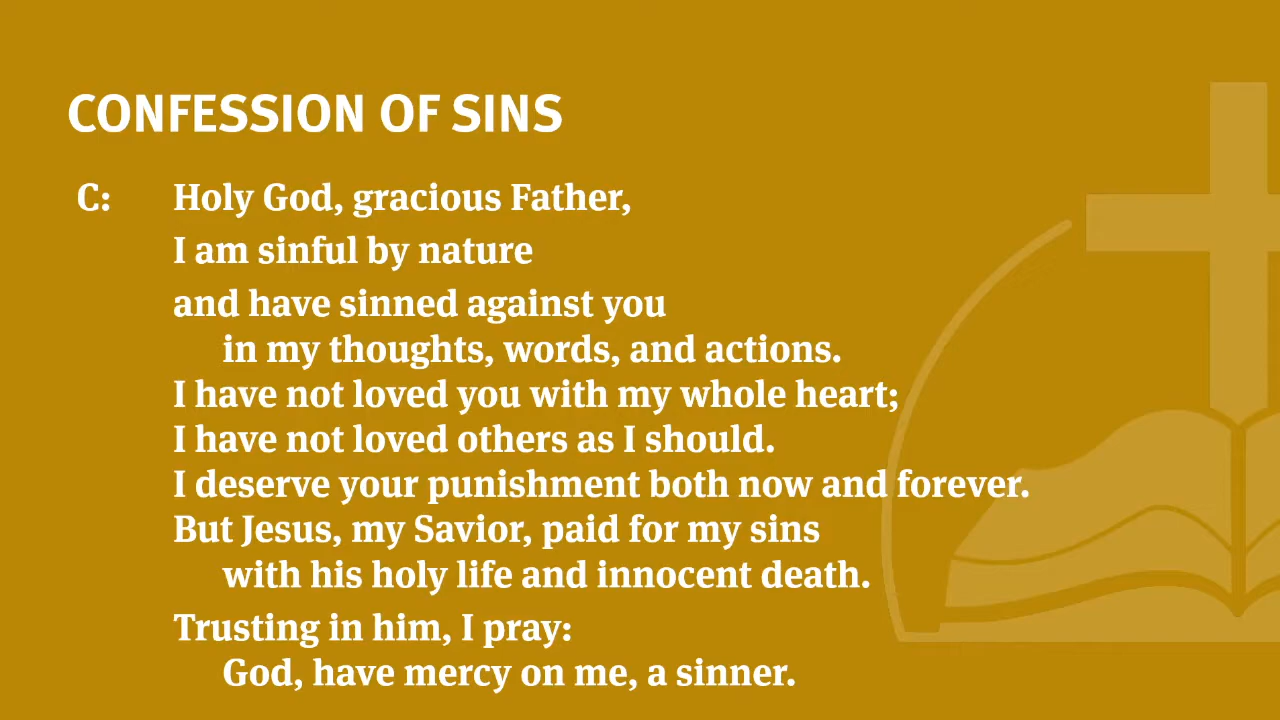 CONFESSION OF SINS
C: Holy God, gracious Father,
I am sinful by nature
and have sinned against you
in my thoughts, words, and actions.
I have not loved you with my whole heart;
I have not loved others as I should.
I deserve your punishment both now and forever.
But Jesus, my Savior, paid for my sins
with his holy life and innocent death.
Trusting in him, I pray:
God, have mercy on me, a sinner.